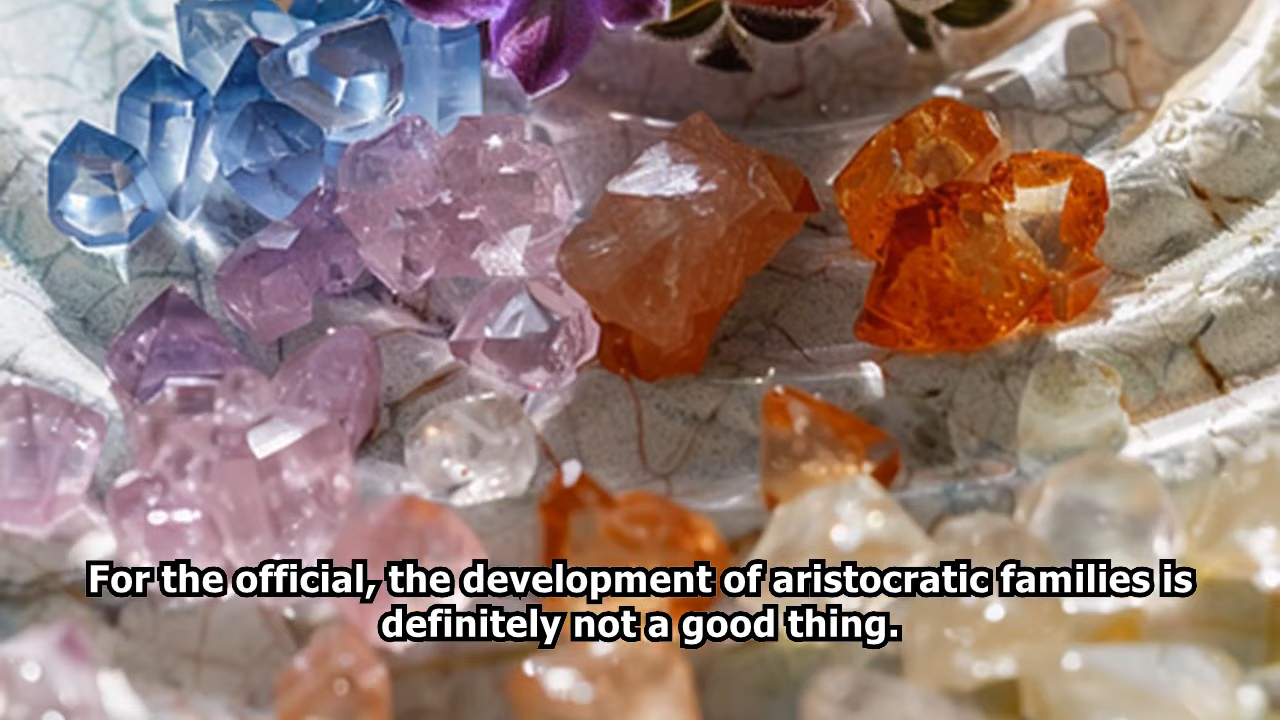 For the official, the development of aristocratic families is
definitely not a good thing.